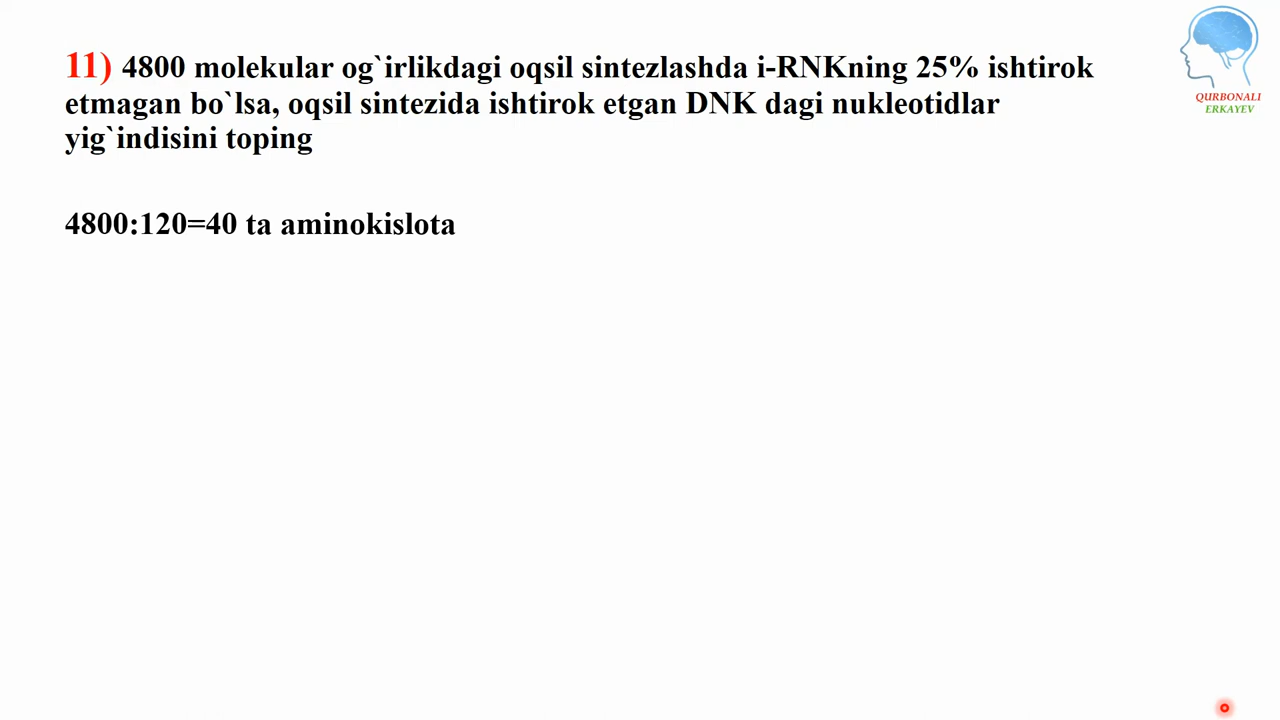 11) 4800 molekular og`irlikdagi oqsil sintezlashda i-RNKning 25% ishtirok
etmagan bo`lsa, oqsil sintezida ishtirok etgan DNK dagi nukleotidlar
yig`indisini toping
4800:120=40 ta aminokislota
QURBONALI
ERKAYEV